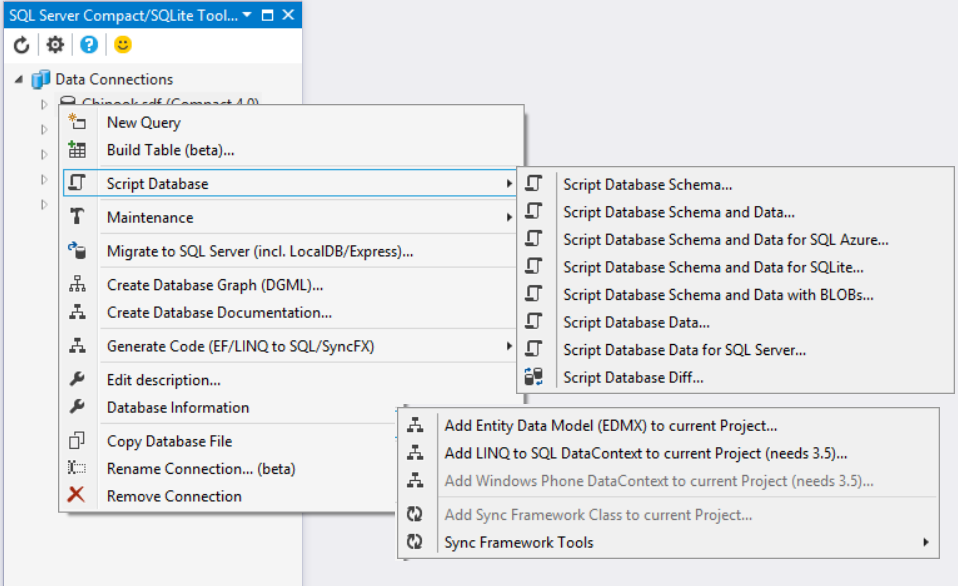 SQL Server Compact/SQLite Tool...
Data Connections
Chinook.sdf (Compact 4.0)
New Query
Build Table (beta)...
Script Database
Maintenance
Migrate to SQL Server (incl. LocalDB/Express)...
Create Database Graph (DGML)...
Create Database Documentation...
Generate Code (EF/LINQ to SQL/SyncFX)
Edit description...
Database Information
Copy Database File
Rename Connection... (beta)
Remove Connection
Script Database Schema...
Script Database Schema and Data...
Script Database Schema and Data for SQL Azure...
Script Database Schema and Data for SQLite...
Script Database Schema and Data with BLOBs...
Script Database Data...
Script Database Data for SQL Server...
Script Database Diff...
Add Entity Data Model (EDMX) to current Project...
Add LINQ to SQL DataContext to current Project (needs 3.5)...
Add Windows Phone DataContext to current Project (needs 3.5)...
Add Sync Framework Class to current Project...
Sync Framework Tools